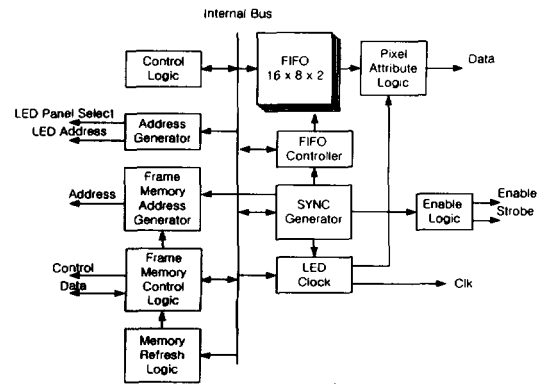 Internal Bus
Control
Logic
FIFO
16 x 8 x 2
Pixel
Attribute
Logic
Data
LED Panel Select
LED Address
Address
Generator
FIFO
Controller
Address
Frame
Memory
Address
Generator
SYNC
Generator
Enable
Logic
Enable
Strobe
Control
Data
Frame
Memory
Control
Logic
LED
Clock
Clk
Memory
Refresh
Logic